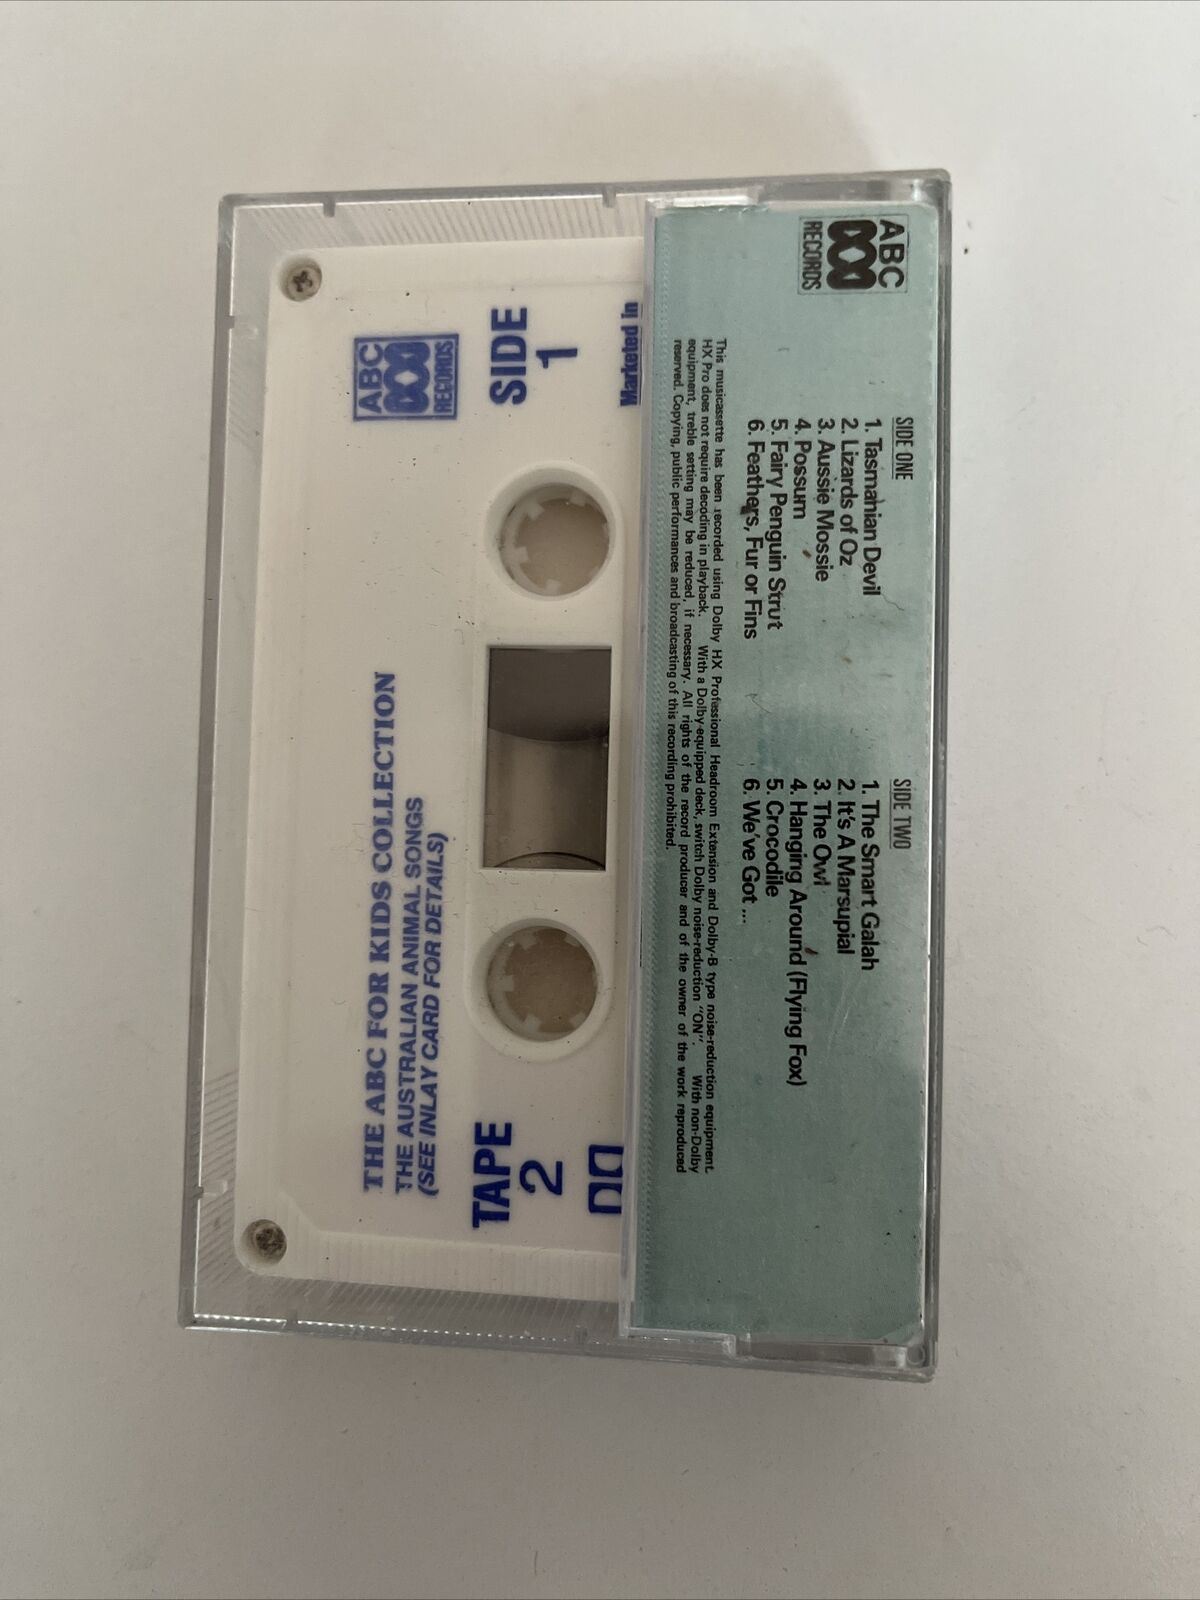 ABC
RECORDS
SIDE ONE
1. Tasmanian Devil
2. Lizards of Oz
3. Aussie Mossie
4. Possum
5. Fairy Penguin Strut
6. Feathers, Fur or Fins
SIDE TWO
1. The Smart Galah
2. It's A Marsupial
3. The Owl
4. Hanging Around (Flying Fox)
5. Crocodile
6. We've Got ...
This musicassette has been recorded using Dolby HX Professional Headroom Extension and Dolby-B type noise-reduction equipment.
HX Pro does not require decoding in playback. With a Dolby-equipped deck, switch Dolby noise-reduction "ON". With non-Dolby
equipment, treble setting may be reduced, if necessary. All rights of the record producer and of the owner of the work reproduced
reserved. Copying, public performances and broadcasting of this recording prohibited.
THE ABC FOR KIDS COLLECTION
THE AUSTRALIAN ANIMAL SONGS
(SEE INLAY CARD FOR DETAILS)
ABC
RECORDS
TAPE
2
SIDE
1
Marketed in